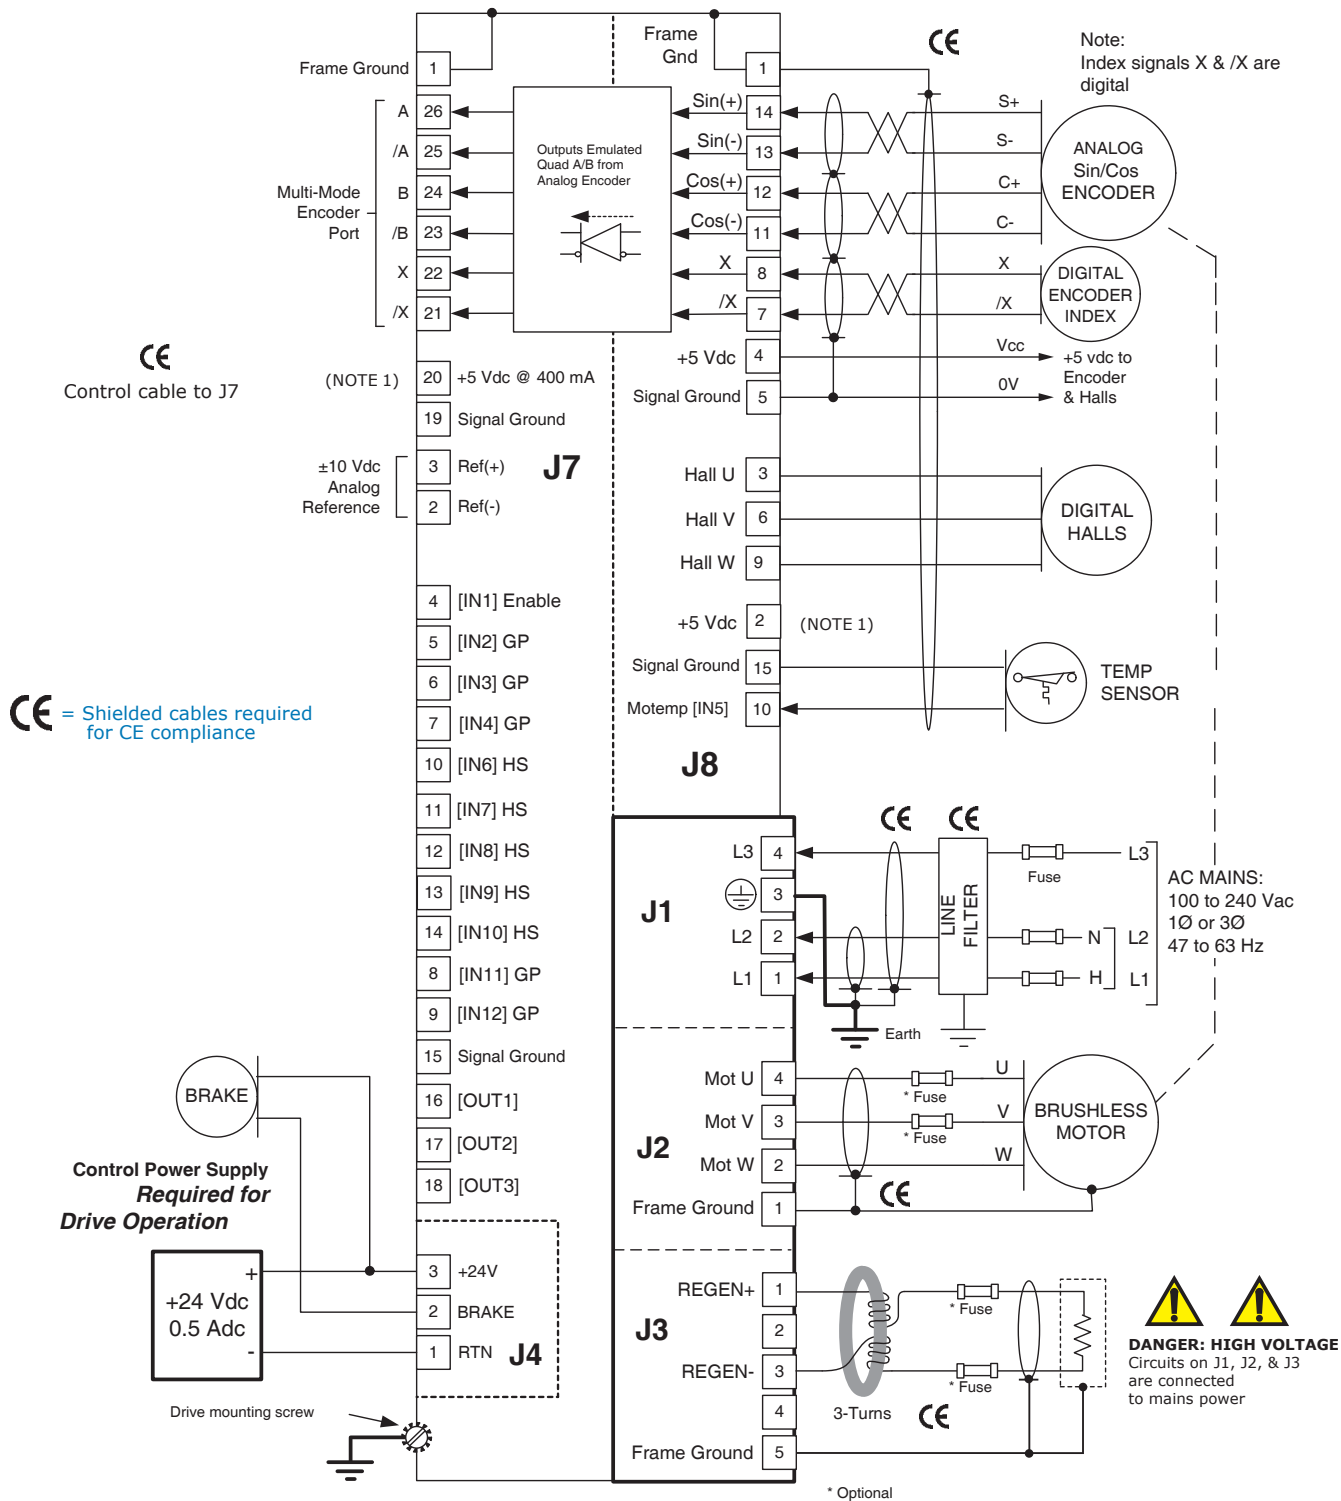 Frame Ground
1
Frame
Gnd
1
CE
Note:
Index signals X & /X are
digital
Multi-Mode
Encoder
Port
A
26
/A
25
B
24
/B
23
X
22
/X
21
Outputs Emulated
Quad A/B from
Analog Encoder
Sin(+)
14
S+
Sin(-)
13
S-
Cos(+)
12
C+
Cos(-)
11
C-
X
8
X
/X
7
/X
ANALOG
Sin/Cos
ENCODER
DIGITAL
ENCODER
INDEX
+5 Vdc
4
Vcc
Signal Ground
5
0V
+5 vdc to
Encoder
& Halls
CE
Control cable to J7
(NOTE 1)
20
+5 Vdc @ 400 mA
19
Signal Ground
±10 Vdc
Analog
Reference
3
Ref(+)
2
Ref(-)
J7
Hall U
3
Hall V
6
Hall W
9
DIGITAL
HALLS
+5 Vdc
2
(NOTE 1)
Signal Ground
15
Motemp [IN5]
10
TEMP
SENSOR
J8
4
[IN1] Enable
5
[IN2] GP
6
[IN3] GP
7
[IN4] GP
10
[IN6] HS
11
[IN7] HS
12
[IN8] HS
13
[IN9] HS
14
[IN10] HS
8
[IN11] GP
9
[IN12] GP
15
Signal Ground
16
[OUT1]
17
[OUT2]
18
[OUT3]
CE = Shielded cables required
for CE compliance
J1
L3
4
3
L2
2
L1
1
CE
CE
LINE
FILTER
Fuse
L3
N
L2
H
L1
AC MAINS:
100 to 240 Vac
1Ø or 3Ø
47 to 63 Hz
Earth
J2
Mot U
4
Mot V
3
Mot W
2
Frame Ground
1
* Fuse
* Fuse
U
V
W
BRUSHLESS
MOTOR
CE
BRAKE
Control Power Supply
Required for
Drive Operation
+
+24 Vdc
0.5 Adc
-
3
+24V
2
BRAKE
1
RTN
J4
Drive mounting screw
J3
REGEN+
1
2
REGEN-
3
4
Frame Ground
5
* Fuse
* Fuse
3-Turns
CE
DANGER: HIGH VOLTAGE
Circuits on J1, J2, & J3
are connected
to mains power
* Optional